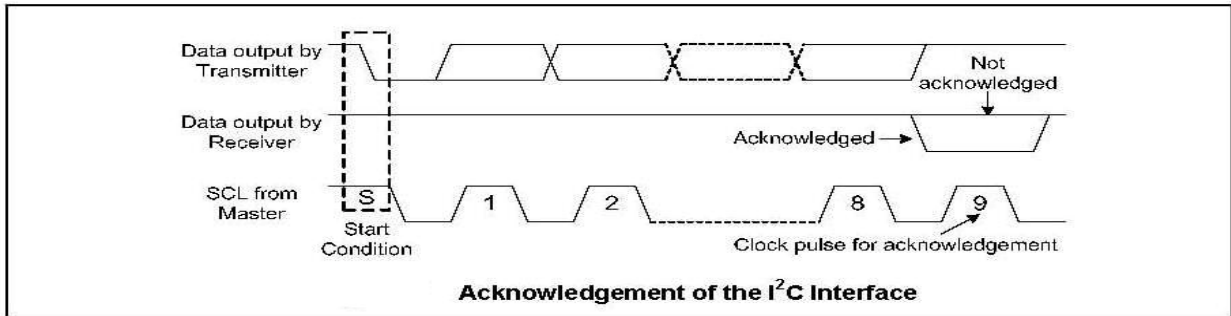 Data output by
Transmitter
Not
acknowledged
Data output by
Receiver
Acknowledged
SCL from
Master
S
1
2
8
9
Start
Condition
Clock pulse for acknowledgement
Acknowledgement of the I²C Interface